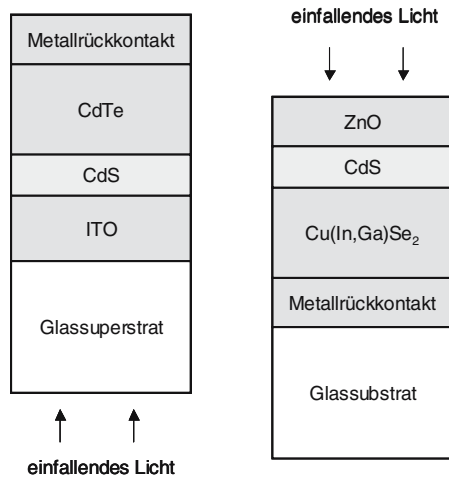 Metallrückkontakt
CdTe
CdS
ITO
Glassuperstrat
einfallendes Licht
einfallendes Licht
ZnO
CdS
Cu(In,Ga)Se₂
Metallrückkontakt
Glassubstrat